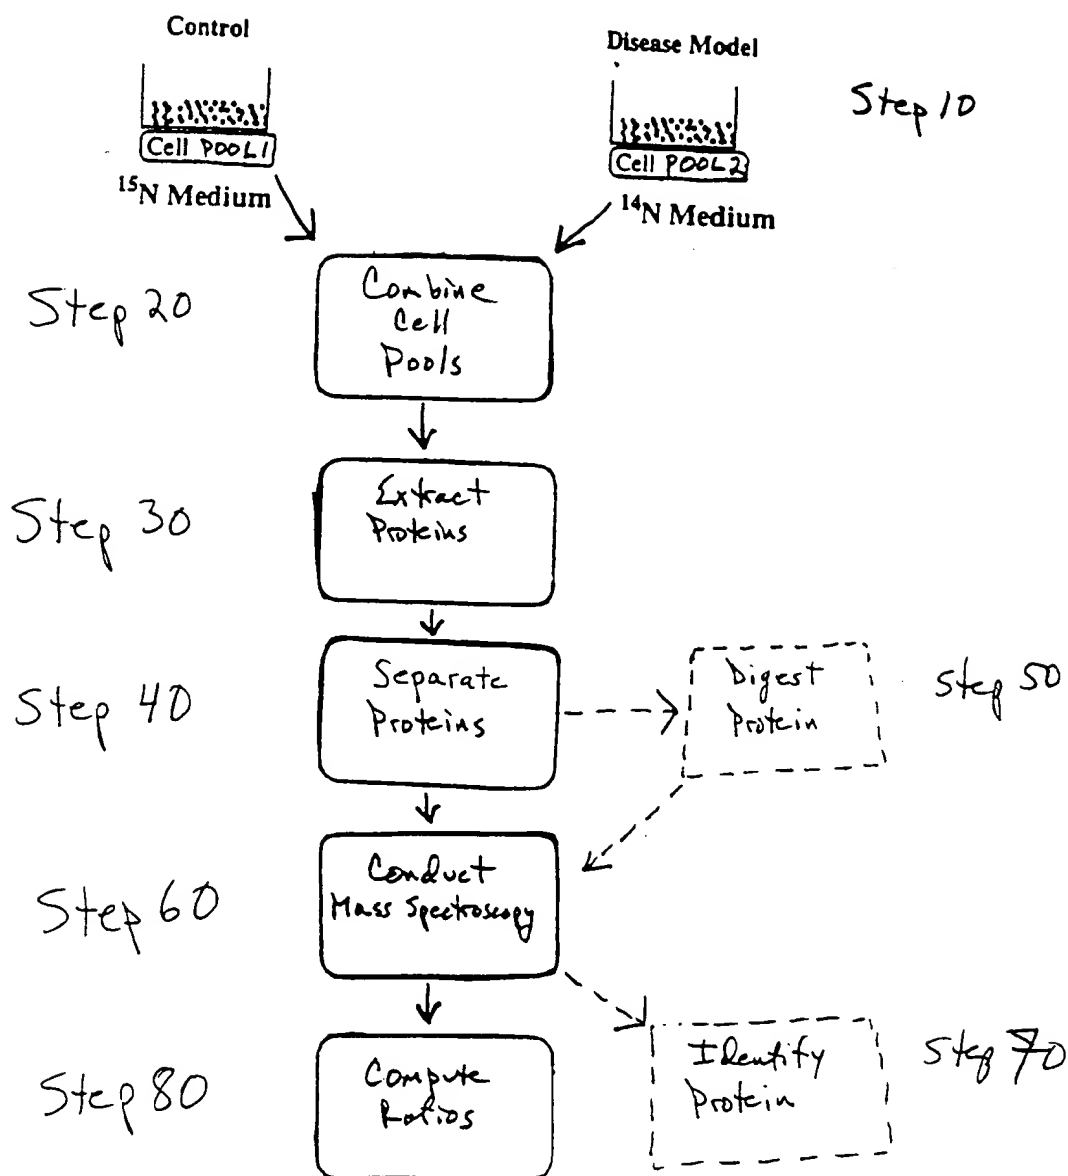 Control
Disease Model
Step 10
Cell POOL1
Cell POOL2
¹⁵N Medium
¹⁴N Medium
Step 20
Combine
Cell
Pools
Step 30
Extract
Proteins
Step 40
Separate
Proteins
Digest
Protein
Step 50
Step 60
Conduct
Mass Spectroscopy
Step 80
Compute
Ratios
Identify
Protein
Step 70